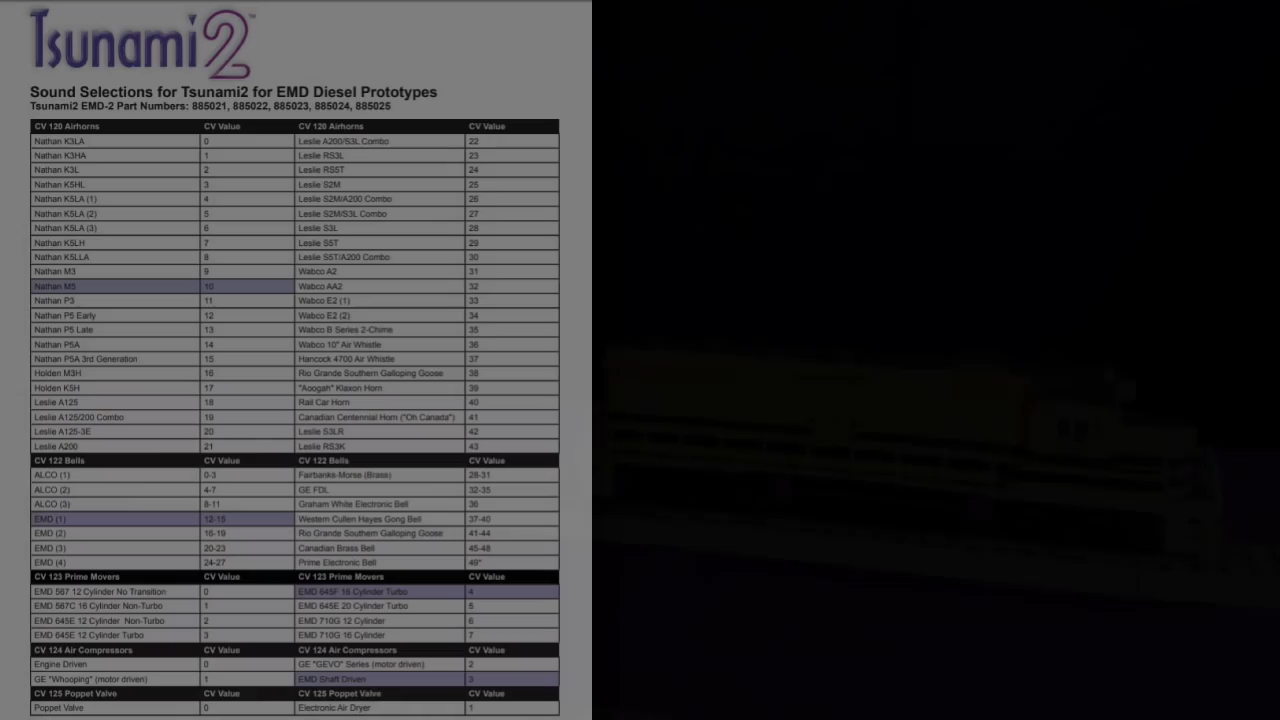 Tsunami2™
Sound Selections for Tsunami2 for EMD Diesel Prototypes
Tsunami2 EMD-2 Part Numbers: 885021, 885022, 885023, 885024, 885025
CV 120 Airhorns CV Value CV 120 Airhorns CV Value
Nathan K3LA 0 Leslie A200/S3L Combo 22
Nathan K3HA 1 Leslie RS3L 23
Nathan K3L 2 Leslie RS5T 24
Nathan K5HL 3 Leslie S2M 25
Nathan K5LA (1) 4 Leslie S2M/A200 Combo 26
Nathan K5LA (2) 5 Leslie S2M/S3L Combo 27
Nathan K5LA (3) 6 Leslie S3L 28
Nathan K5LH 7 Leslie S5T 29
Nathan K5LLA 8 Leslie S5T/A200 Combo 30
Nathan M3 9 Wabco A2 31
Nathan M5 10 Wabco AA2 32
Nathan P3 11 Wabco E2 (1) 33
Nathan P5 Early 12 Wabco E2 (2) 34
Nathan P5 Late 13 Wabco B Series 2-Chime 35
Nathan P5A 14 Wabco 10" Air Whistle 36
Nathan P5A 3rd Generation 15 Hancock 4700 Air Whistle 37
Holden M3H 16 Rio Grande Southern Galloping Goose 38
Holden K5H 17 "Aoogah" Klaxon Horn 39
Leslie A125 18 Rail Car Horn 40
Leslie A125/200 Combo 19 Canadian Centennial Horn ("Oh Canada") 41
Leslie A125-3E 20 Leslie S3LR 42
Leslie A200 21 Leslie RS3K 43
CV 122 Bells CV Value CV 122 Bells CV Value
ALCO (1) 0-3 Fairbanks-Morse (Brass) 28-31
ALCO (2) 4-7 GE FDL 32-35
ALCO (3) 8-11 Graham White Electronic Bell 36
EMD (1) 12-15 Western Cullen Hayes Gong Bell 37-40
EMD (2) 16-19 Rio Grande Southern Galloping Goose 41-44
EMD (3) 20-23 Canadian Brass Bell 45-48
EMD (4) 24-27 Prime Electronic Bell 49*
CV 123 Prime Movers CV Value CV 123 Prime Movers CV Value
EMD 567 12 Cylinder No Transition 0 EMD 645F 16 Cylinder Turbo 4
EMD 567C 16 Cylinder Non-Turbo 1 EMD 645E 20 Cylinder Turbo 5
EMD 645E 12 Cylinder Non-Turbo 2 EMD 710G 12 Cylinder 6
EMD 645E 12 Cylinder Turbo 3 EMD 710G 16 Cylinder 7
CV 124 Air Compressors CV Value CV 124 Air Compressors CV Value
Engine Driven 0 GE "GEVO" Series (motor driven) 2
GE "Whooping" (motor driven) 1 EMD Shaft Driven 3
CV 125 Poppet Valve CV Value CV 125 Poppet Valve CV Value
Poppet Valve 0 Electronic Air Dryer 1